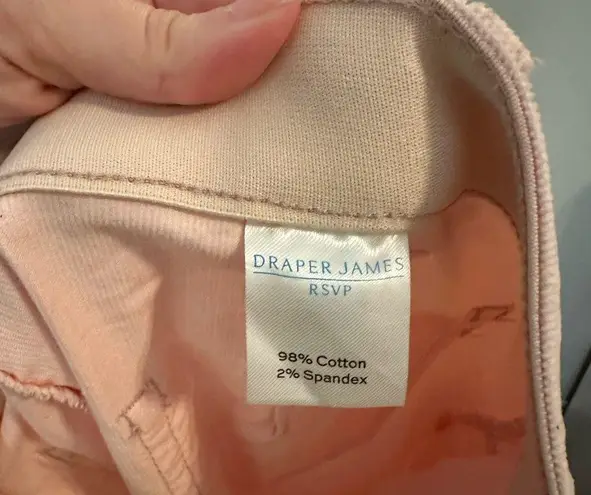 DRAPER JAMES
RSVP
98% Cotton
2% Spandex